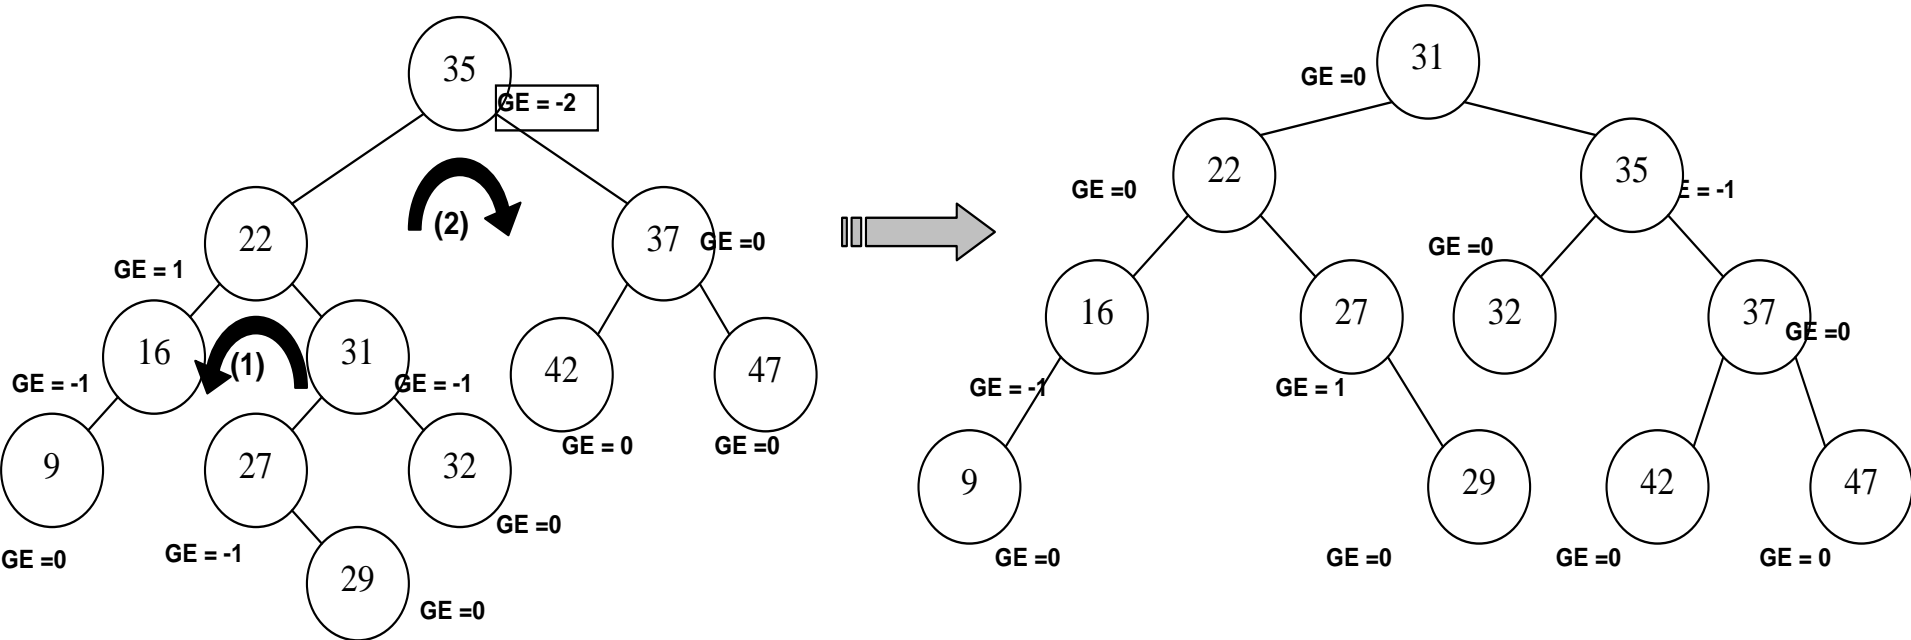 35
GE = -2
22
GE = 1
(2)
37
GE =0
16
GE = -1
(1)
31
GE = -1
42
GE = 0
47
GE =0
9
GE =0
27
GE = -1
32
GE =0
29
GE =0
31
GE =0
22
GE =0
35
E = -1
16
GE = -1
27
GE = 1
32
GE =0
37
GE =0
9
GE =0
29
GE =0
42
GE =0
47
GE = 0